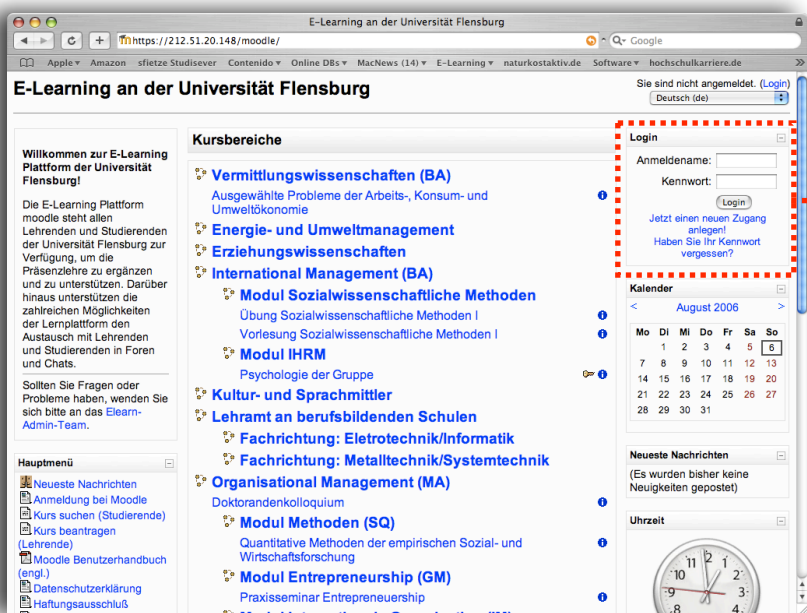 E-Learning an der Universität Flensburg
https://212.51.20.148/moodle/
Google
Apple Amazon sfietze Studisever Contenido Online DBs MacNews (14) E-Learning naturkostaktiv.de Software hochschulkarriere.de
E-Learning an der Universität Flensburg
Sie sind nicht angemeldet. (Login)
Deutsch (de)
Willkommen zur E-Learning
Plattform der Universität
Flensburg!
Die E-Learning Plattform
moodle steht allen
Lehrenden und Studierenden
der Universität Flensburg zur
Verfügung, um die
Präsenzlehre zu ergänzen
und zu unterstützen. Darüber
hinaus unterstützen die
zahlreichen Möglichkeiten
der Lernplattform den
Austausch mit Lehrenden
und Studierenden in Foren
und Chats.
Sollten Sie Fragen oder
Probleme haben, wenden Sie
sich bitte an das Elearn-
Admin-Team.
Hauptmenü
Neueste Nachrichten
Anmeldung bei Moodle
Kurs suchen (Studierende)
Kurs beantragen
(Lehrende)
Moodle Benutzerhandbuch
(engl.)
Datenschutzerklärung
Haftungsausschluß
Kursbereiche
Vermittlungswissenschaften (BA)
Ausgewählte Probleme der Arbeits-, Konsum- und
Umweltökonomie
Energie- und Umweltmanagement
Erziehungswissenschaften
International Management (BA)
Modul Sozialwissenschaftliche Methoden
Übung Sozialwissenschaftliche Methoden I
Vorlesung Sozialwissenschaftliche Methoden I
Modul IHRM
Psychologie der Gruppe
Kultur- und Sprachmittler
Lehramt an berufsbildenden Schulen
Fachrichtung: Eletrotechnik/Informatik
Fachrichtung: Metalltechnik/Systemtechnik
Organisational Management (MA)
Doktorandenkolloquium
Modul Methoden (SQ)
Quantitative Methoden der empirischen Sozial- und
Wirtschaftsforschung
Modul Entrepreneurship (GM)
Praxisseminar Entrepreneuership
Login
Anmeldename:
Kennwort:
Login
Jetzt einen neuen Zugang
anlegen!
Haben Sie Ihr Kennwort
vergessen?
Kalender
< August 2006 >
Mo Di Mi Do Fr Sa So
1 2 3 4 5 6
7 8 9 10 11 12 13
14 15 16 17 18 19 20
21 22 23 24 25 26 27
28 29 30 31
Neueste Nachrichten
(Es wurden bisher keine
Neuigkeiten gepostet)
Uhrzeit
11 12 1
10 2
9 3
8 4